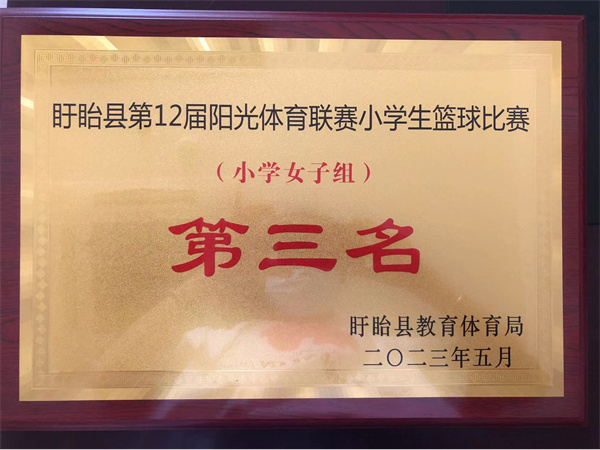 盱眙县第12届阳光体育联赛小学生篮球比赛
（小学女子组）
第三名
盱眙县教育体育局
二〇二三年五月